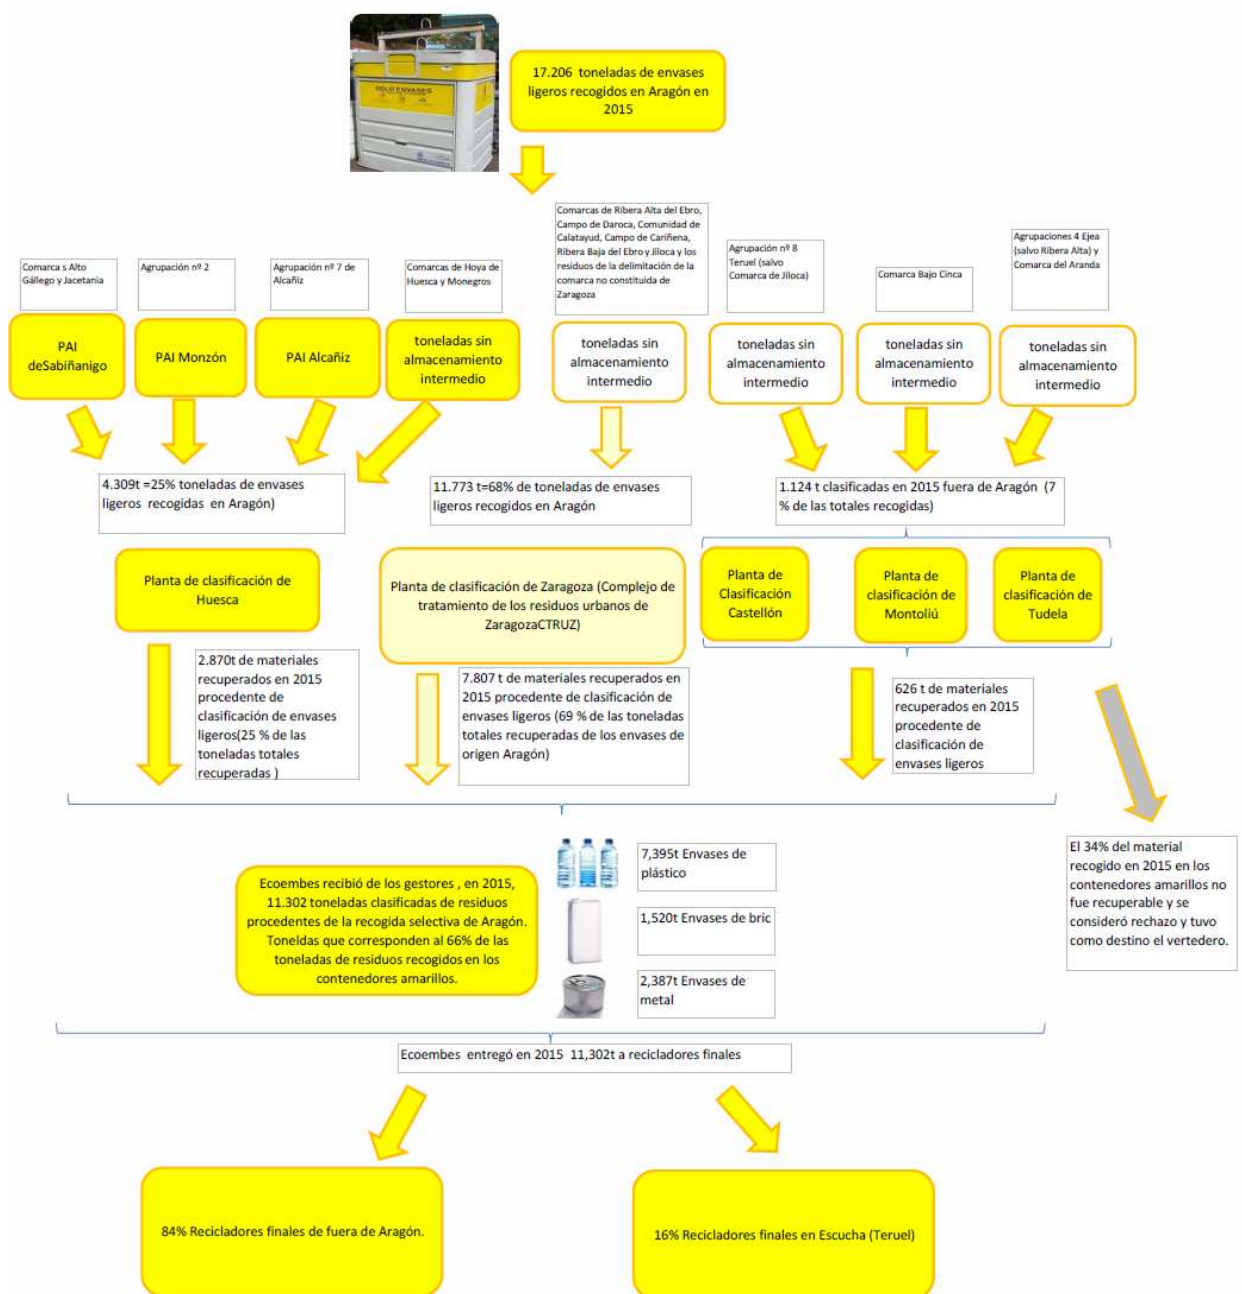 SOLO ENVASES
17.206 toneladas de envases
ligeros recogidos en Aragón en
2015
Comarca s Alto
Gállego y Jacetania
Agrupación nº 2
Agrupación nº 7 de
Alcañiz
Comarcas de Hoya de
Huesca y Monegros
Comarcas de Ribera Alta del Ebro,
Campo de Daroca, Comunidad de
Calatayud, Campo de Cariñena,
Ribera Baja del Ebro y Jiloca y los
residuos de la delimitación de la
comarca no constituida de
Zaragoza
Agrupación nº 8
Teruel (salvo
Comarca de Jiloca)
Comarca Bajo Cinca
Agrupaciones 4 Ejea
(salvo Ribera Alta) y
Comarca del Aranda
PAI
deSabiñanigo
PAI Monzón
PAI Alcañiz
toneladas sin
almacenamiento
intermedio
toneladas sin
almacenamiento
intermedio
toneladas sin
almacenamiento
intermedio
toneladas sin
almacenamiento
intermedio
toneladas sin
almacenamiento
intermedio
4.309t =25% toneladas de envases
ligeros recogidas en Aragón)
11.773 t=68% de toneladas de envases
ligeros recogidos en Aragón
1.124 t clasificadas en 2015 fuera de Aragón (7
% de las totales recogidas)
Planta de clasificación de
Huesca
Planta de clasificación de Zaragoza (Complejo de
tratamiento de los residuos urbanos de
ZaragozaCTRUZ)
Planta de
Clasificación
Castellón
Planta de
clasificación de
Montoliú
Planta de
clasificación de
Tudela
2.870t de materiales
recuperados en 2015
procedente de
clasificación de envases
ligeros(25 % de las
toneladas totales
recuperadas )
7.807 t de materiales recuperados en
2015 procedente de clasificación de
envases ligeros (69 % de las toneladas
totales recuperadas de los envases de
origen Aragón)
626 t de materiales
recuperados en 2015
procedente de
clasificación de
envases ligeros
El 34% del material
recogido en 2015 en los
contenedores amarillos no
fue recuperable y se
consideró rechazo y tuvo
como destino el vertedero.
Ecoembes recibió de los gestores , en 2015,
11.302 toneladas clasificadas de residuos
procedentes de la recogida selectiva de Aragón.
Toneldas que corresponden al 66% de las
toneladas de residuos recogidos en los
contenedores amarillos.
7,395t Envases de
plástico
1,520t Envases de bric
2,387t Envases de
metal
Ecoembes entregó en 2015 11,302t a recicladores finales
84% Recicladores finales de fuera de Aragón.
16% Recicladores finales en Escucha (Teruel)